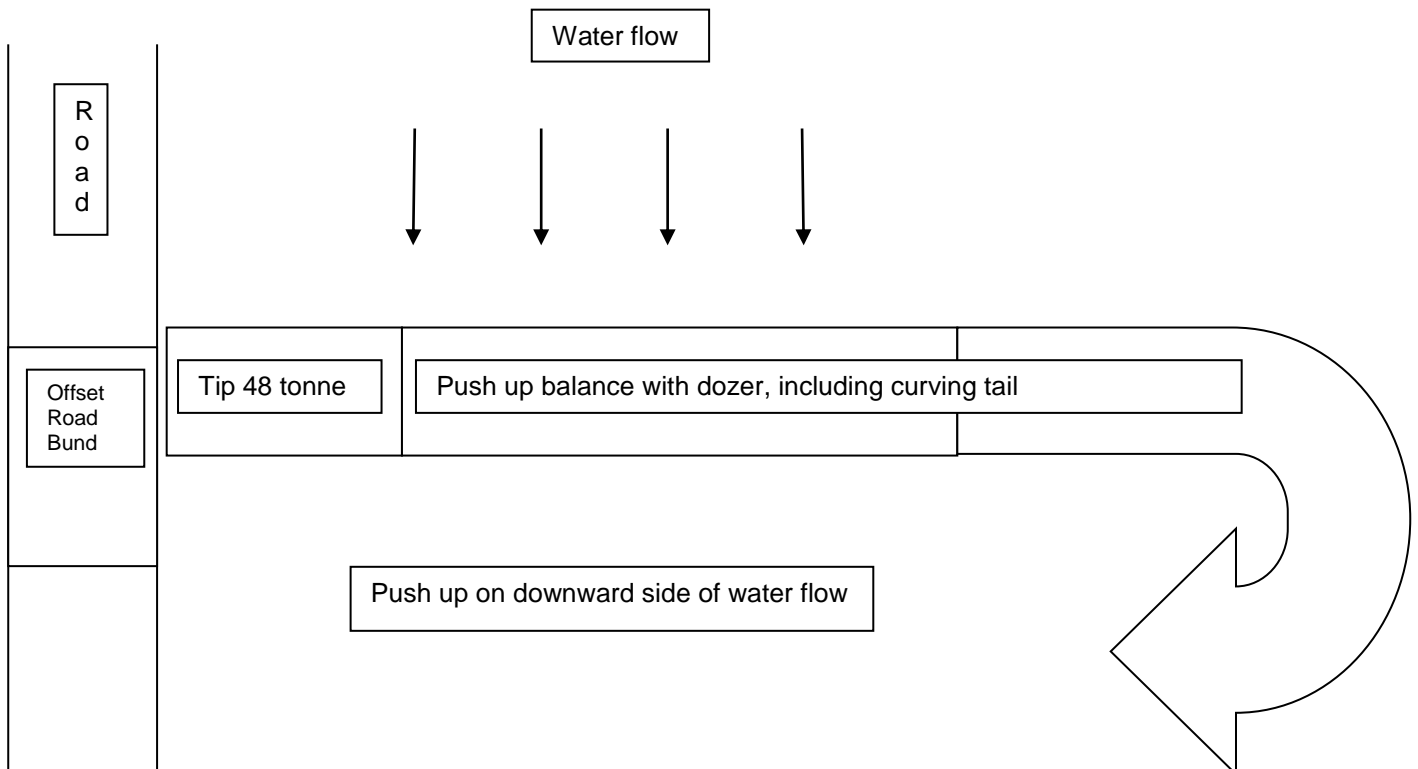 Water flow
R
o
a
d
Offset
Road
Bund
Tip 48 tonne
Push up balance with dozer, including curving tail
Push up on downward side of water flow